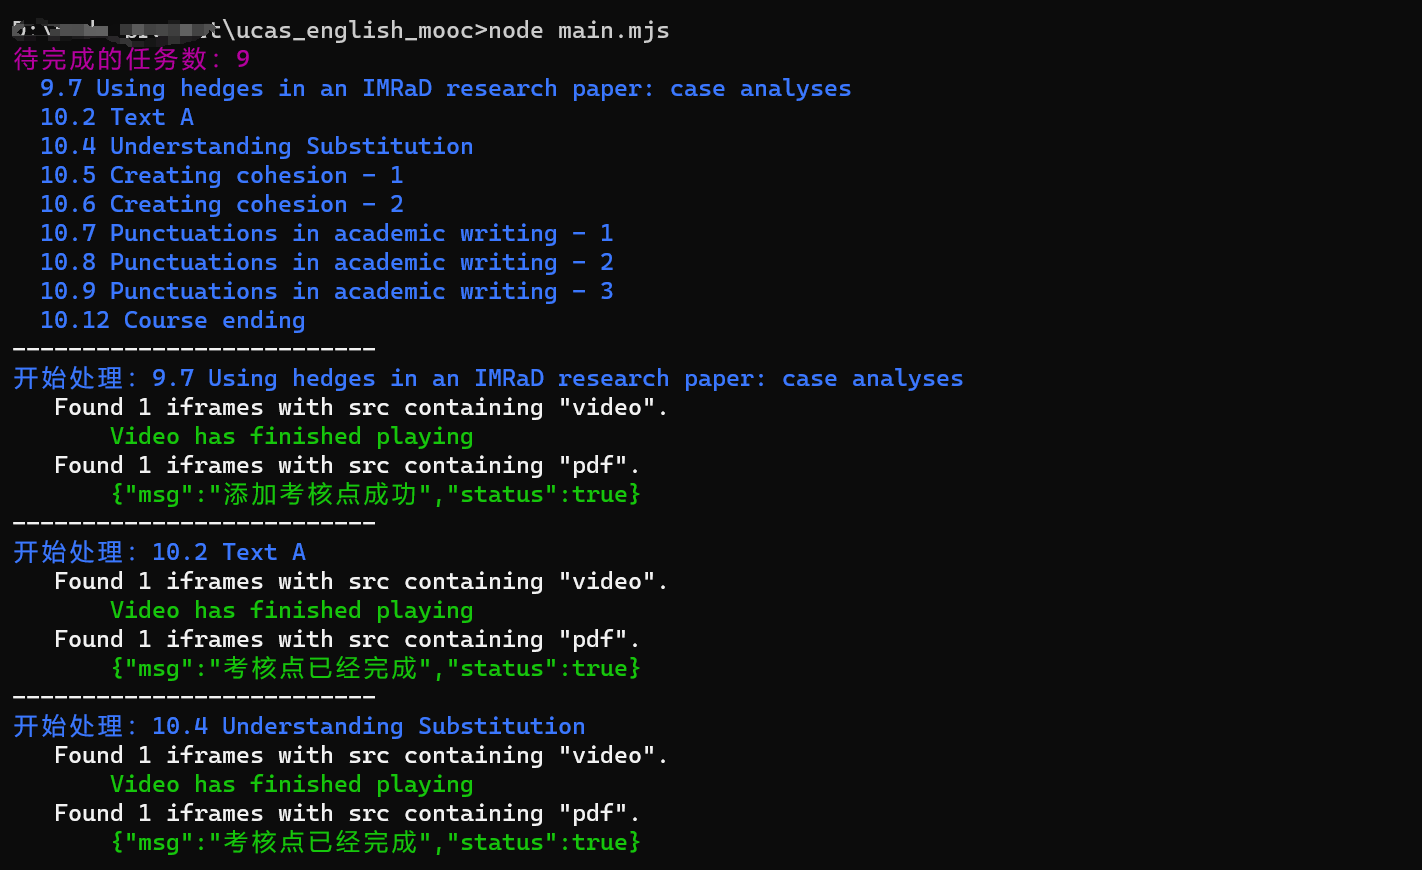 \ucas_english_mooc>node main.mjs
待完成的任务数: 9
9.7 Using hedges in an IMRaD research paper: case analyses
10.2 Text A
10.4 Understanding Substitution
10.5 Creating cohesion - 1
10.6 Creating cohesion - 2
10.7 Punctuations in academic writing - 1
10.8 Punctuations in academic writing - 2
10.9 Punctuations in academic writing - 3
10.12 Course ending
--------------------------
开始处理: 9.7 Using hedges in an IMRaD research paper: case analyses
Found 1 iframes with src containing "video".
Video has finished playing
Found 1 iframes with src containing "pdf".
{"msg":"添加考核点成功","status":true}
--------------------------
开始处理: 10.2 Text A
Found 1 iframes with src containing "video".
Video has finished playing
Found 1 iframes with src containing "pdf".
{"msg":"考核点已经完成","status":true}
--------------------------
开始处理: 10.4 Understanding Substitution
Found 1 iframes with src containing "video".
Video has finished playing
Found 1 iframes with src containing "pdf".
{"msg":"考核点已经完成","status":true}